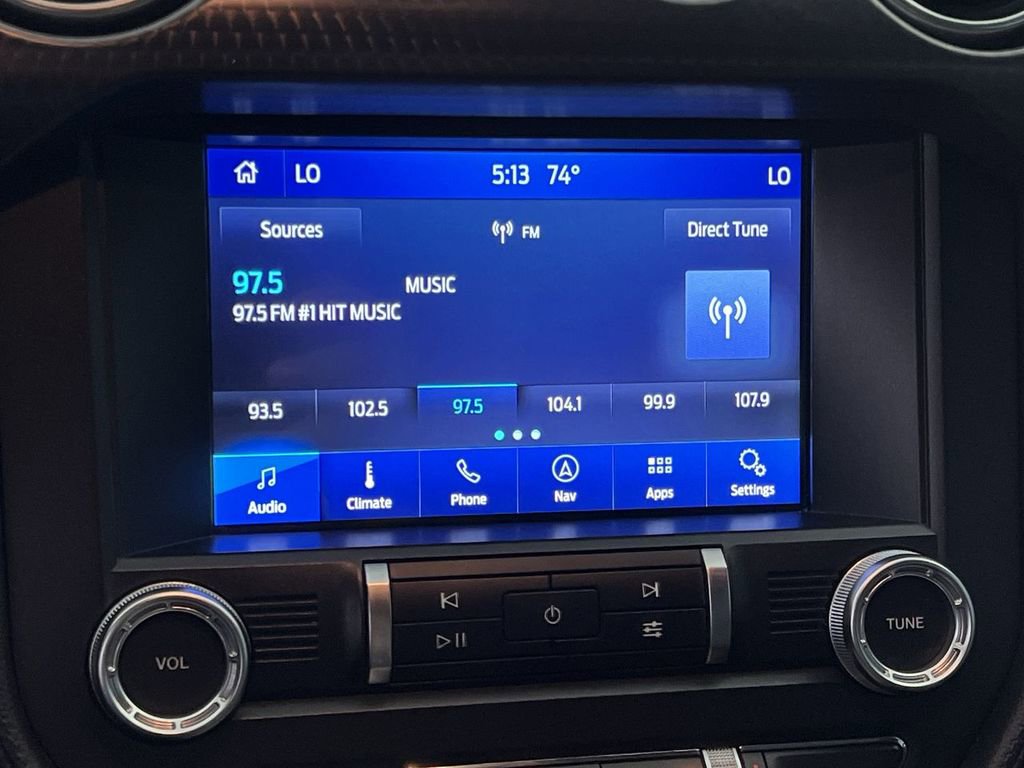 LO 5:13 74° LO
Sources FM Direct Tune
97.5 MUSIC
97.5 FM #1 HIT MUSIC
93.5 102.5 97.5 104.1 99.9 107.9
Audio Climate Phone Nav Apps Settings
VOL TUNE